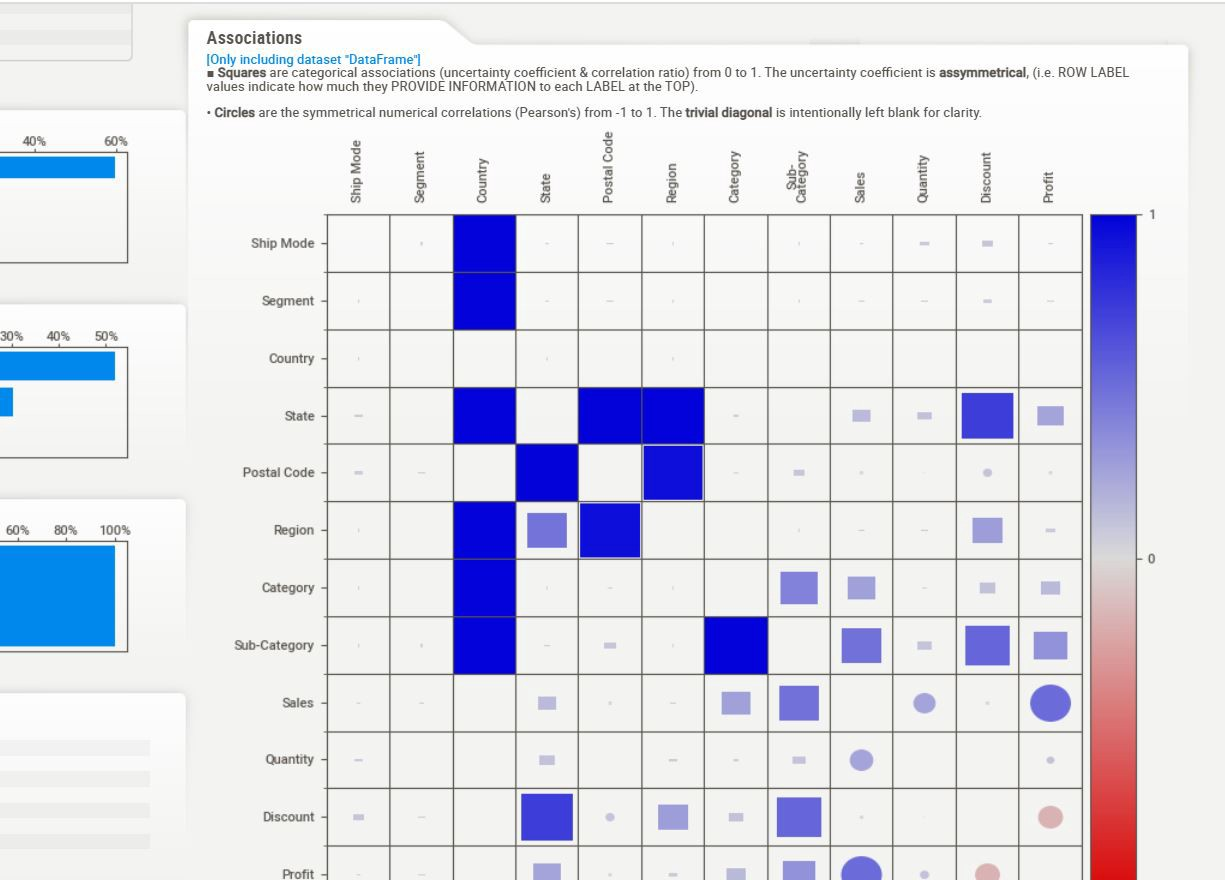 Associations
[Only including dataset "DataFrame"]
■ Squares are categorical associations (uncertainty coefficient & correlation ratio) from 0 to 1. The uncertainty coefficient is assymmetrical, (i.e. ROW LABEL
values indicate how much they PROVIDE INFORMATION to each LABEL at the TOP).
• Circles are the symmetrical numerical correlations (Pearson's) from -1 to 1. The trivial diagonal is intentionally left blank for clarity.
40% 60%
30% 40% 50%
60% 80% 100%
Ship Mode
Segment
Country
State
Postal Code
Region
Category
Sub-
Category
Sales
Quantity
Discount
Profit
1
0
Ship Mode
Segment
Country
State
Postal Code
Region
Category
Sub-Category
Sales
Quantity
Discount
Profit